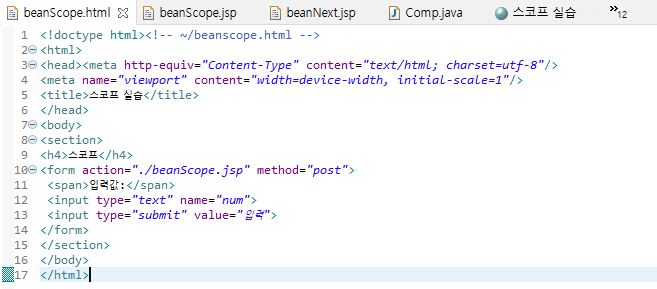 beanScope.html beanScope.jsp beanNext.jsp Comp.java 스코프 실습 »12
1 <!doctype html><!-- ~/beanscope.html -->
2 <html>
3 <head><meta http-equiv="Content-Type" content="text/html; charset=utf-8"/>
4 <meta name="viewport" content="width=device-width, initial-scale=1"/>
5 <title>스코프 실습</title>
6 </head>
7 <body>
8 <section>
9 <h4>스코프</h4>
10 <form action="./beanScope.jsp" method="post">
11 <span>입력값:</span>
12 <input type="text" name="num">
13 <input type="submit" value="입력">
14 </form>
15 </section>
16 </body>
17 </html>